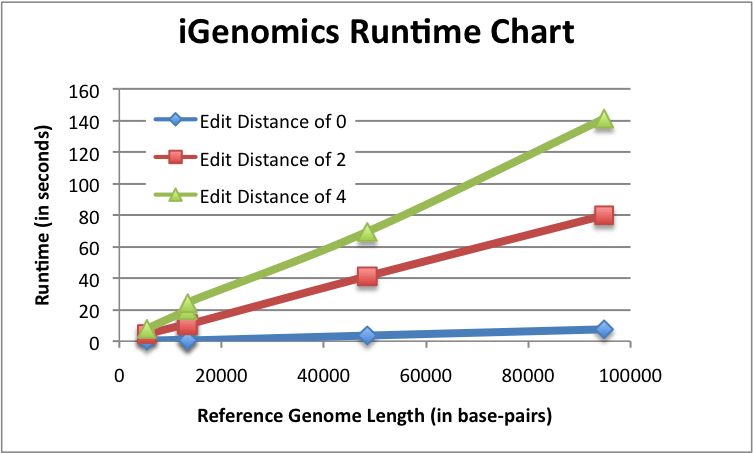 iGenomics Runtime Chart
Runtime (in seconds)
160
140
120
100
80
60
40
20
0
Edit Distance of 0
Edit Distance of 2
Edit Distance of 4
0 20000 40000 60000 80000 100000
Reference Genome Length (in base-pairs)